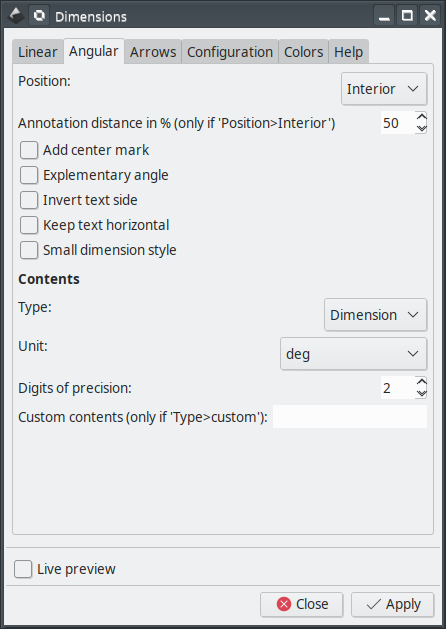 Dimensions
Linear Angular Arrows Configuration Colors Help
Position:
Interior
Annotation distance in % (only if 'Position>Interior') 50
Add center mark
Explementary angle
Invert text side
Keep text horizontal
Small dimension style
Contents
Type:
Dimension
Unit:
deg
Digits of precision: 2
Custom contents (only if 'Type>custom'):
Live preview
Close Apply